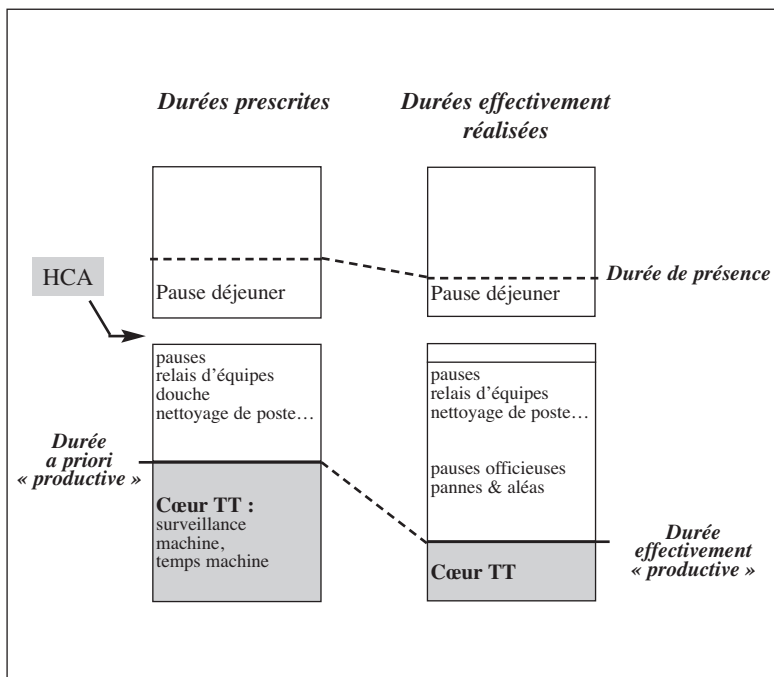 Durées prescrites
Durées effectivement
réalisées
HCA
Pause déjeuner
Pause déjeuner
Durée de présence
pauses
relais d’équipes
douche
nettoyage de poste…
pauses
relais d’équipes
nettoyage de poste…
pauses officieuses
pannes & aléas
Durée
a priori
« productive »
Cœur TT :
surveillance
machine,
temps machine
Cœur TT
Durée
effectivement
« productive »